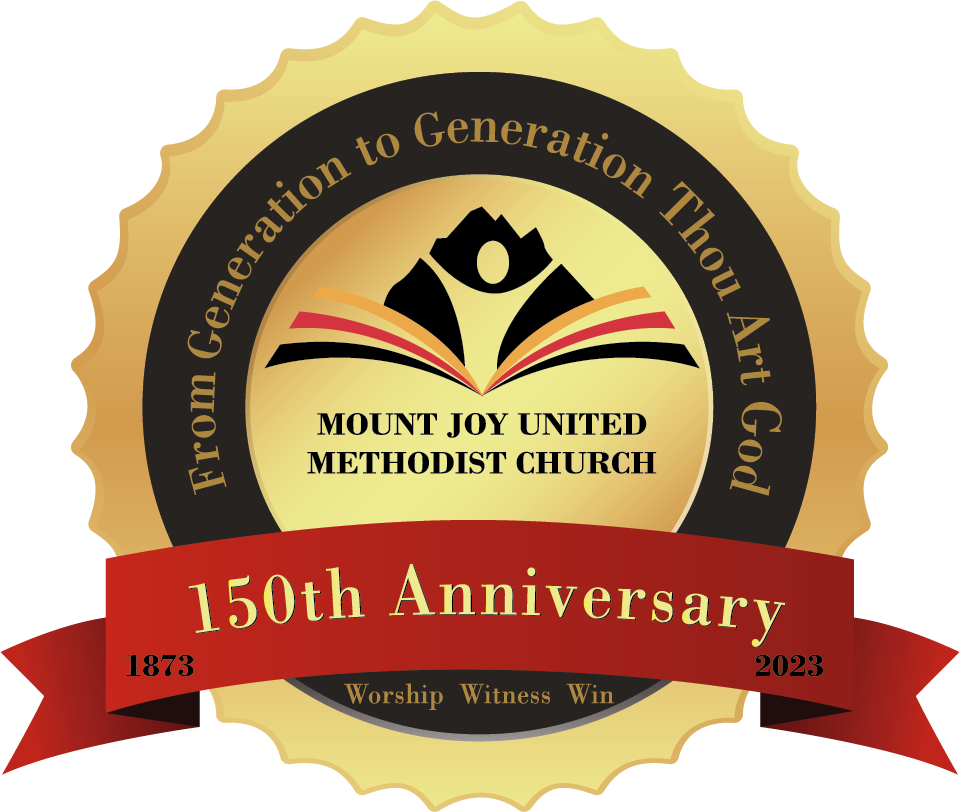 From Generation to Generation Thou Art God
MOUNT JOY UNITED
METHODIST CHURCH
150th Anniversary
1873
2023
Worship Witness Win